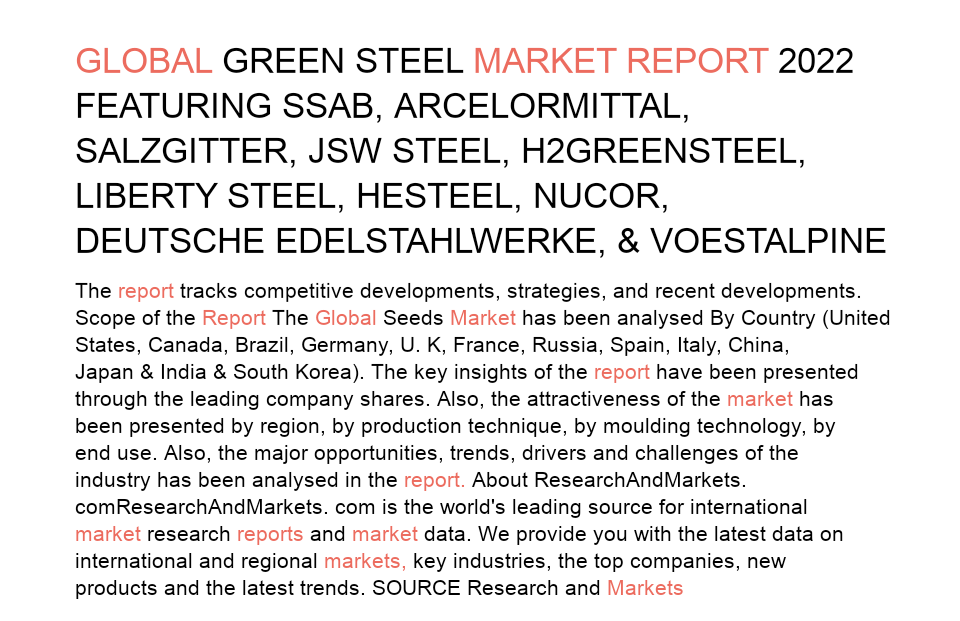 GLOBAL GREEN STEEL MARKET REPORT 2022
FEATURING SSAB, ARCELORMITTAL,
SALZGITTER, JSW STEEL, H2GREENSTEEL,
LIBERTY STEEL, HESTEEL, NUCOR,
DEUTSCHE EDELSTAHLWERKE, & VOESTALPINE
The report tracks competitive developments, strategies, and recent developments.
Scope of the Report The Global Seeds Market has been analysed By Country (United
States, Canada, Brazil, Germany, U. K, France, Russia, Spain, Italy, China,
Japan & India & South Korea). The key insights of the report have been presented
through the leading company shares. Also, the attractiveness of the market has
been presented by region, by production technique, by moulding technology, by
end use. Also, the major opportunities, trends, drivers and challenges of the
industry has been analysed in the report. About ResearchAndMarkets.
comResearchAndMarkets. com is the world's leading source for international
market research reports and market data. We provide you with the latest data on
international and regional markets, key industries, the top companies, new
products and the latest trends. SOURCE Research and Markets